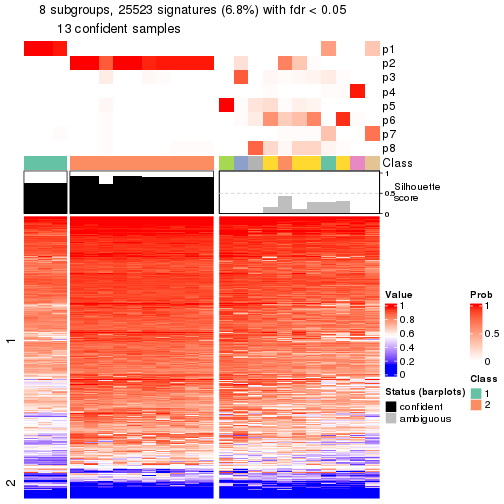 8 subgroups, 25523 signatures (6.8%) with fdr < 0.05
13 confident samples
p1
p2
p3
p4
p5
p6
p7
p8
Class
1
0.5
0
Silhouette
score
1
2
Value
1
0.8
0.6
0.4
0.2
0
Prob
1
0.5
0
Status (barplots)
confident
ambiguous
Class
1
2